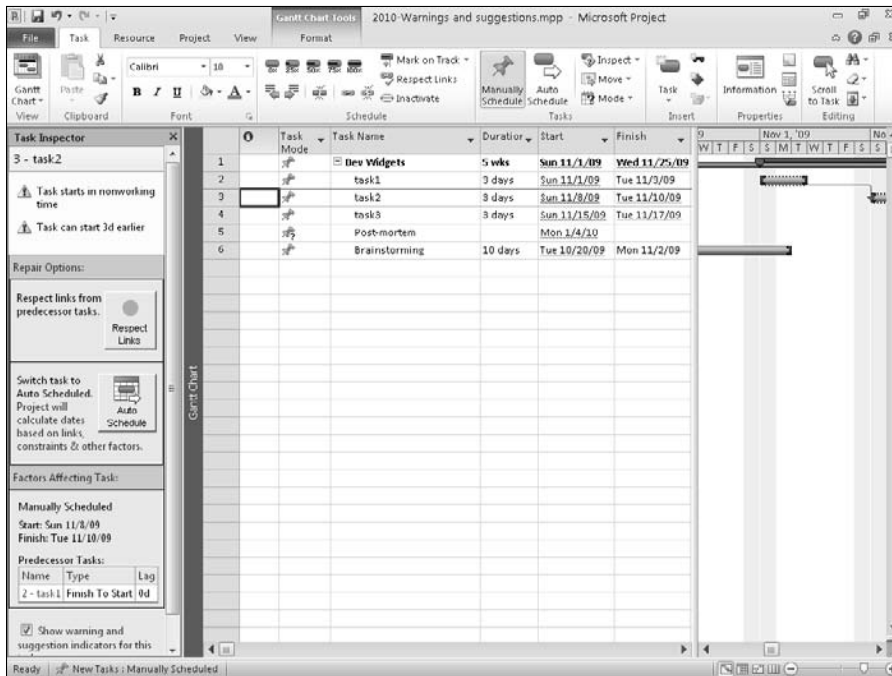 Gantt Chart Tools
2010-Warnings and suggestions.mpp - Microsoft Project
File Task Resource Project View Format
Gantt Chart
View
Paste
Clipboard
Calibri 10
B I U A
Font
0x 25x 50x 75x 100x
Mark on Track
Respect Links
Inactivate
Schedule
Manually Schedule
Auto Schedule
Inspect
Move
Mode
Tasks
Task
Insert
Information
Properties
Scroll to Task
Editing
Task Inspector
3 - task2
Task starts in nonworking
time
Task can start 3d earlier
Repair Options:
Respect links from
predecessor tasks.
Respect
Links
Switch task to
Auto Scheduled.
Project will
calculate dates
based on links,
constraints & other factors.
Auto
Schedule
Factors Affecting Task:
Manually Scheduled
Start: Sun 11/8/09
Finish: Tue 11/10/09
Predecessor Tasks:
Name Type Lag
2 - task1 Finish To Start 0d
Show warning and
suggestion indicators for this
Gantt Chart
Task Mode Task Name Duration Start Finish
1 Dev Widgets 5 wks Sun 11/1/09 Wed 11/25/09
2 task1 3 days Sun 11/1/09 Tue 11/3/09
3 task2 3 days Sun 11/8/09 Tue 11/10/09
4 task3 3 days Sun 11/15/09 Tue 11/17/09
5 Post-mortem Mon 1/4/10
6 Brainstorming 10 days Tue 10/20/09 Mon 11/2/09
9 Nov 1, '09 No
W T F S S M T W T F S S
Ready New Tasks : Manually Scheduled